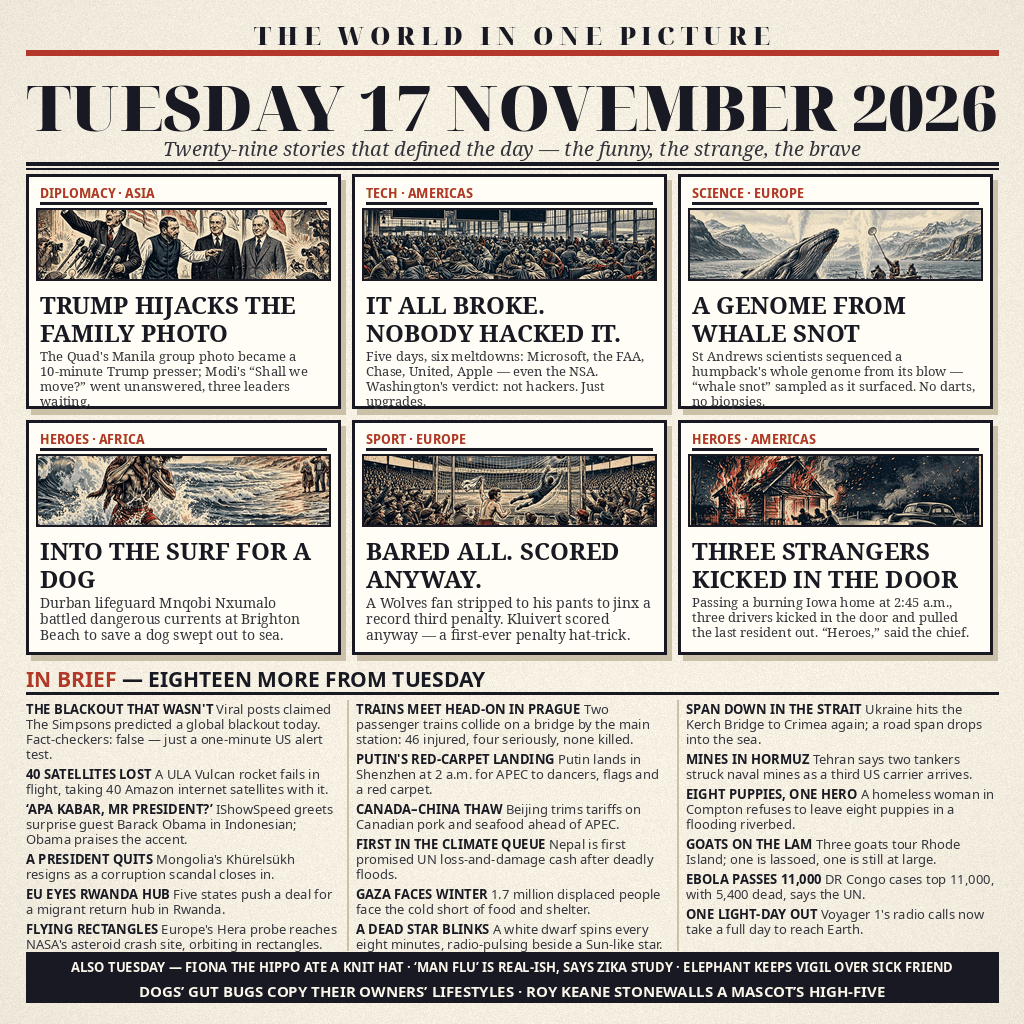 THE WORLD IN ONE PICTURE
TUESDAY 17 NOVEMBER 2026
Twenty-nine stories that defined the day — the funny, the strange, the brave
DIPLOMACY · ASIA
TRUMP HIJACKS THE
FAMILY PHOTO
The Quad's Manila group photo became a
10-minute Trump presser; Modi's “Shall we
move?” went unanswered, three leaders
waiting.
TECH · AMERICAS
IT ALL BROKE.
NOBODY HACKED IT.
Five days, six meltdowns: Microsoft, the FAA,
Chase, United, Apple — even the NSA.
Washington's verdict: not hackers. Just
upgrades.
SCIENCE · EUROPE
A GENOME FROM
WHALE SNOT
St Andrews scientists sequenced a
humpback's whole genome from its blow —
“whale snot” sampled as it surfaced. No darts,
no biopsies.
HEROES · AFRICA
INTO THE SURF FOR A
DOG
Durban lifeguard Mnqobi Nxumalo
battled dangerous currents at Brighton
Beach to save a dog swept out to sea.
SPORT · EUROPE
BARED ALL. SCORED
ANYWAY.
A Wolves fan stripped to his pants to jinx a
record third penalty. Kluivert scored
anyway — a first-ever penalty hat-trick.
HEROES · AMERICAS
THREE STRANGERS
KICKED IN THE DOOR
Passing a burning Iowa home at 2:45 a.m.,
three drivers kicked in the door and pulled
the last resident out. “Heroes,” said the chief.
IN BRIEF — EIGHTEEN MORE FROM TUESDAY
THE BLACKOUT THAT WASN'T Viral posts claimed
The Simpsons predicted a global blackout today.
Fact-checkers: false — just a one-minute US alert
test.
40 SATELLITES LOST A ULA Vulcan rocket fails in
flight, taking 40 Amazon internet satellites with it.
‘APA KABAR, MR PRESIDENT?’ IShowSpeed greets
surprise guest Barack Obama in Indonesian;
Obama praises the accent.
A PRESIDENT QUITS Mongolia's Khürelsükh
resigns as a corruption scandal closes in.
EU EYES RWANDA HUB Five states push a deal for
a migrant return hub in Rwanda.
FLYING RECTANGLES Europe's Hera probe reaches
NASA's asteroid crash site, orbiting in rectangles.
TRAINS MEET HEAD-ON IN PRAGUE Two
passenger trains collide on a bridge by the main
station: 46 injured, four seriously, none killed.
PUTIN'S RED-CARPET LANDING Putin lands in
Shenzhen at 2 a.m. for APEC to dancers, flags and
a red carpet.
CANADA–CHINA THAW Beijing trims tariffs on
Canadian pork and seafood ahead of APEC.
FIRST IN THE CLIMATE QUEUE Nepal is first
promised UN loss-and-damage cash after deadly
floods.
GAZA FACES WINTER 1.7 million displaced people
face the cold short of food and shelter.
A DEAD STAR BLINKS A white dwarf spins every
eight minutes, radio-pulsing beside a Sun-like star.
SPAN DOWN IN THE STRAIT Ukraine hits the
Kerch Bridge to Crimea again; a road span drops
into the sea.
MINES IN HORMUZ Tehran says two tankers
struck naval mines as a third US carrier arrives.
EIGHT PUPPIES, ONE HERO A homeless woman in
Compton refuses to leave eight puppies in a
flooding riverbed.
GOATS ON THE LAM Three goats tour Rhode
Island; one is lassoed, one is still at large.
EBOLA PASSES 11,000 DR Congo cases top 11,000,
with 5,400 dead, says the UN.
ONE LIGHT-DAY OUT Voyager 1's radio calls now
take a full day to reach Earth.
ALSO TUESDAY — FIONA THE HIPPO ATE A KNIT HAT · ‘MAN FLU’ IS REAL-ISH, SAYS ZIKA STUDY · ELEPHANT KEEPS VIGIL OVER SICK FRIEND
DOGS’ GUT BUGS COPY THEIR OWNERS’ LIFESTYLES · ROY KEANE STONEWALLS A MASCOT’S HIGH-FIVE